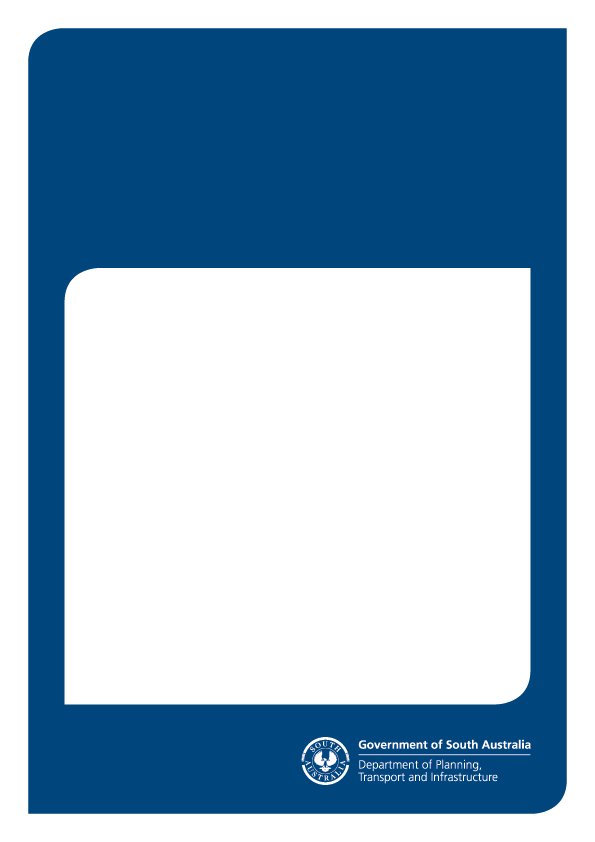 SOUTH
AUSTRALIA
Government of South Australia
Department of Planning,
Transport and Infrastructure